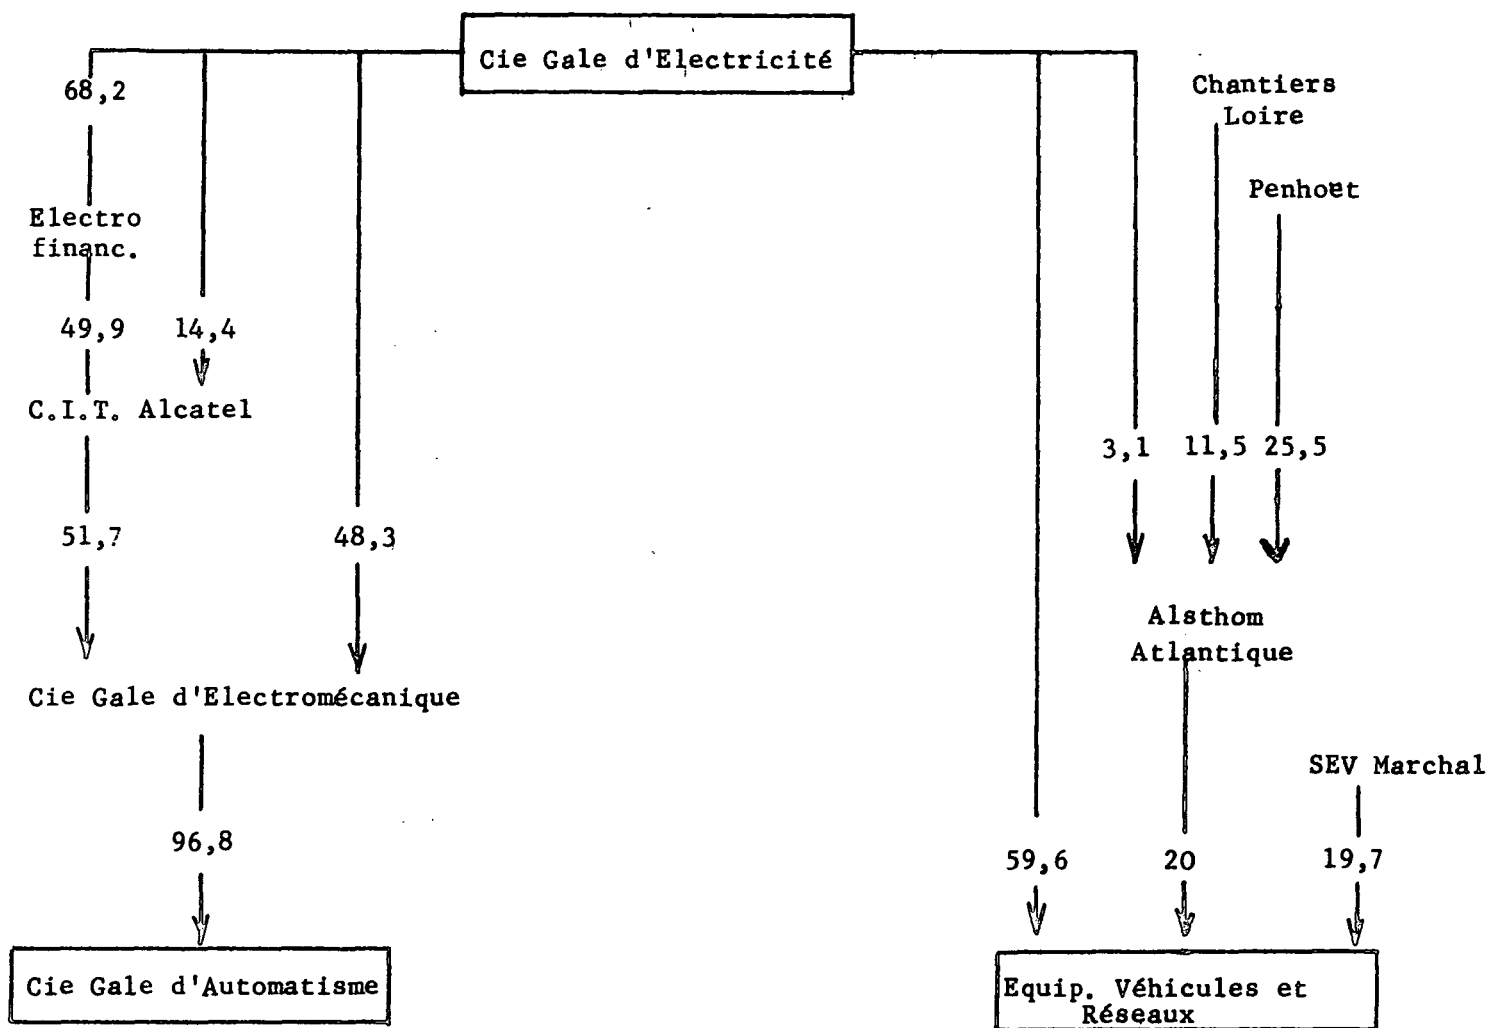 Cie Gale d'Electricité
68,2
Chantiers
Loire
Penhoët
Electro
financ.
49,9 14,4
C.I.T. Alcatel
3,1 11,5 25,5
51,7 48,3
Alsthom
Atlantique
Cie Gale d'Electromécanique
SEV Marchal
96,8
59,6 20 19,7
Cie Gale d'Automatisme
Equip. Véhicules et
Réseaux